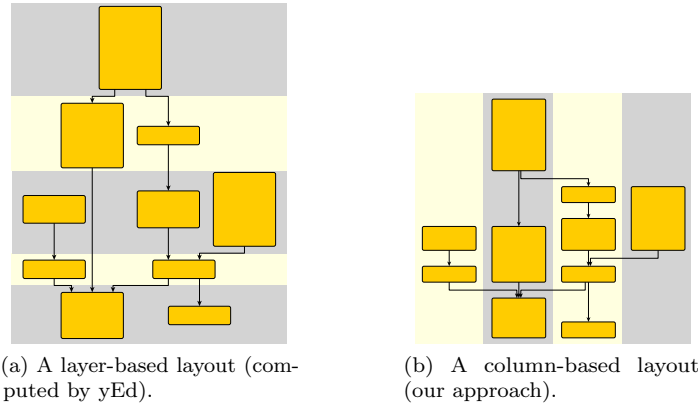 (a) A layer-based layout (com-
puted by yEd).
(b) A column-based layout
(our approach).